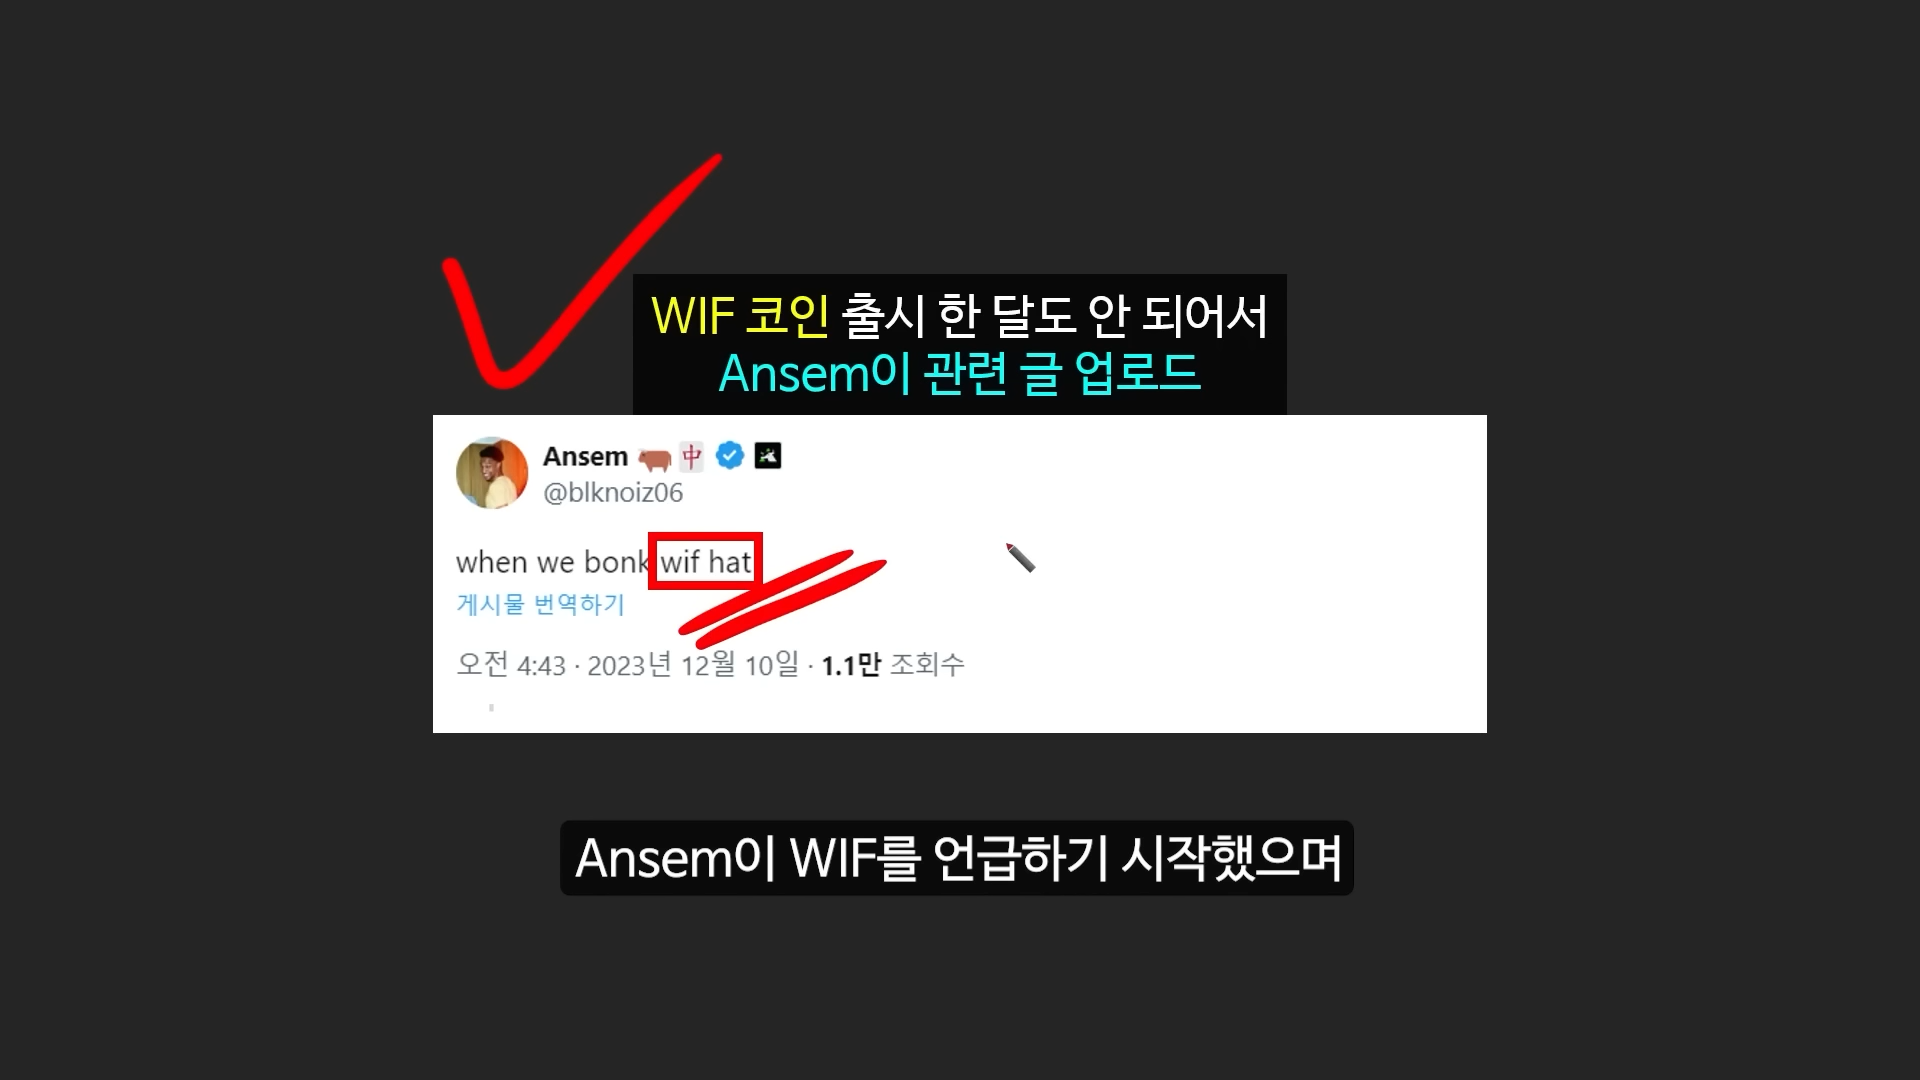 WIF 코인 출시 한 달도 안 되어서
Ansem이 관련 글 업로드
Ansem 🐂 中
@blknoiz06
when we bonk wif hat
게시물 번역하기
오전 4:43 · 2023년 12월 10일 · 1.1만 조회수
Ansem이 WIF를 언급하기 시작했으며